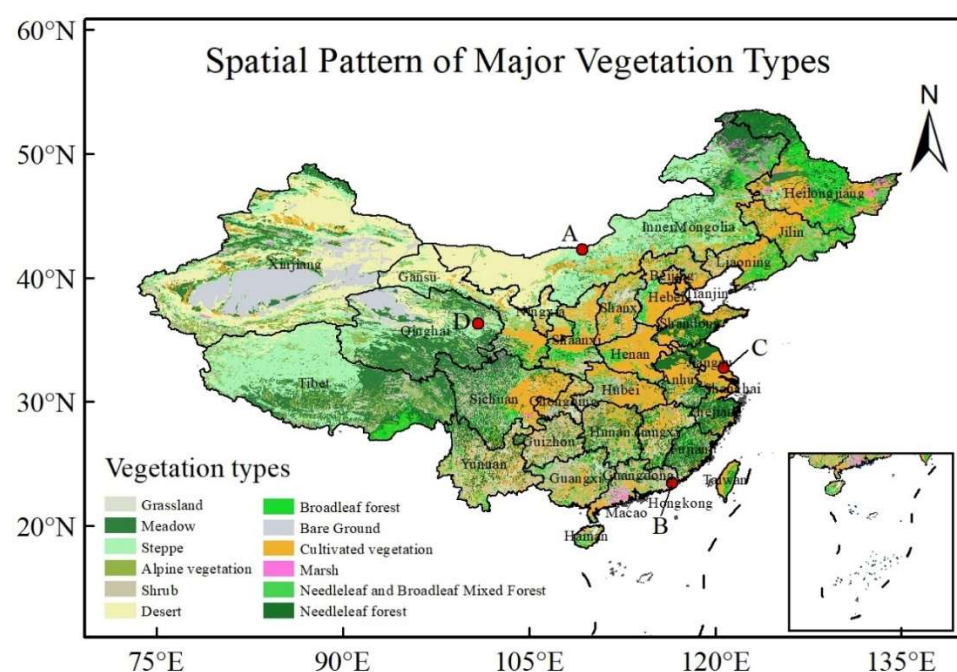 Spatial Pattern of Major Vegetation Types
60°N
50°N
40°N
30°N
20°N
N
A
B
C
D
Heilongjiang
InnerMongolia
Jilin
Liaoning
Xinjiang
Gansu
Beijing
Tianjin
Hebei
Shanxi
Ningxia
Shandong
Qinghai
Shaanxi
Henan
Jiangsu
Anhui
Shanghai
Tibet
Sichuan
Chongqing
Hubei
Zhejiang
Guizhou
Hunan
Jiangxi
Fujian
Yunnan
Guangxi
Guangdong
Taiwan
Hongkong
Macao
Hainan
Vegetation types
Grassland
Meadow
Steppe
Alpine vegetation
Shrub
Desert
Broadleaf forest
Bare Ground
Cultivated vegetation
Marsh
Needleleaf and Broadleaf Mixed Forest
Needleleaf forest
75°E
90°E
105°E
120°E
135°E